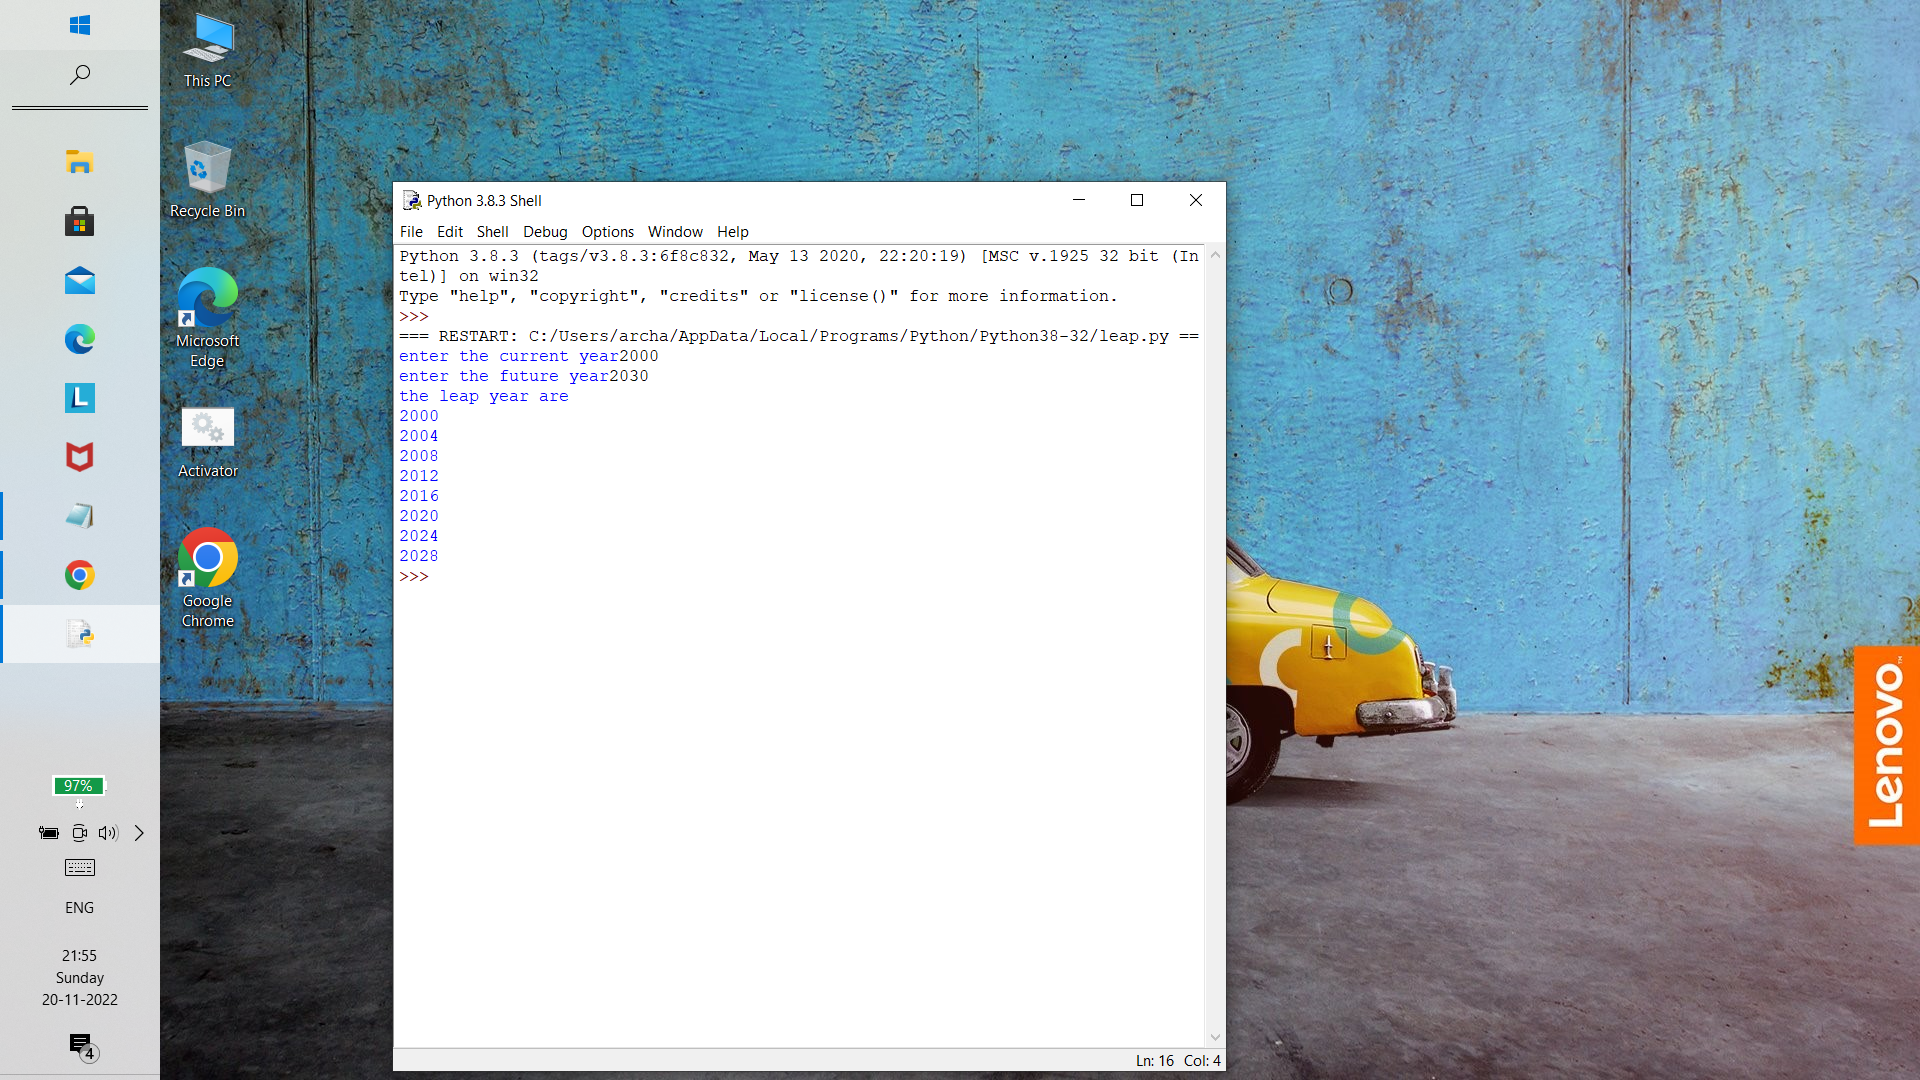 This PC
Recycle Bin
Microsoft
Edge
Activator
Google
Chrome
97%
ENG
21:55
Sunday
20-11-2022
4
Python 3.8.3 Shell
File Edit Shell Debug Options Window Help
Python 3.8.3 (tags/v3.8.3:6f8c832, May 13 2020, 22:20:19) [MSC v.1925 32 bit (In
tel)] on win32
Type "help", "copyright", "credits" or "license()" for more information.
>>>
=== RESTART: C:/Users/archa/AppData/Local/Programs/Python/Python38-32/leap.py ==
enter the current year2000
enter the future year2030
the leap year are
2000
2004
2008
2012
2016
2020
2024
2028
>>>
Ln: 16 Col: 4
Lenovo™
L